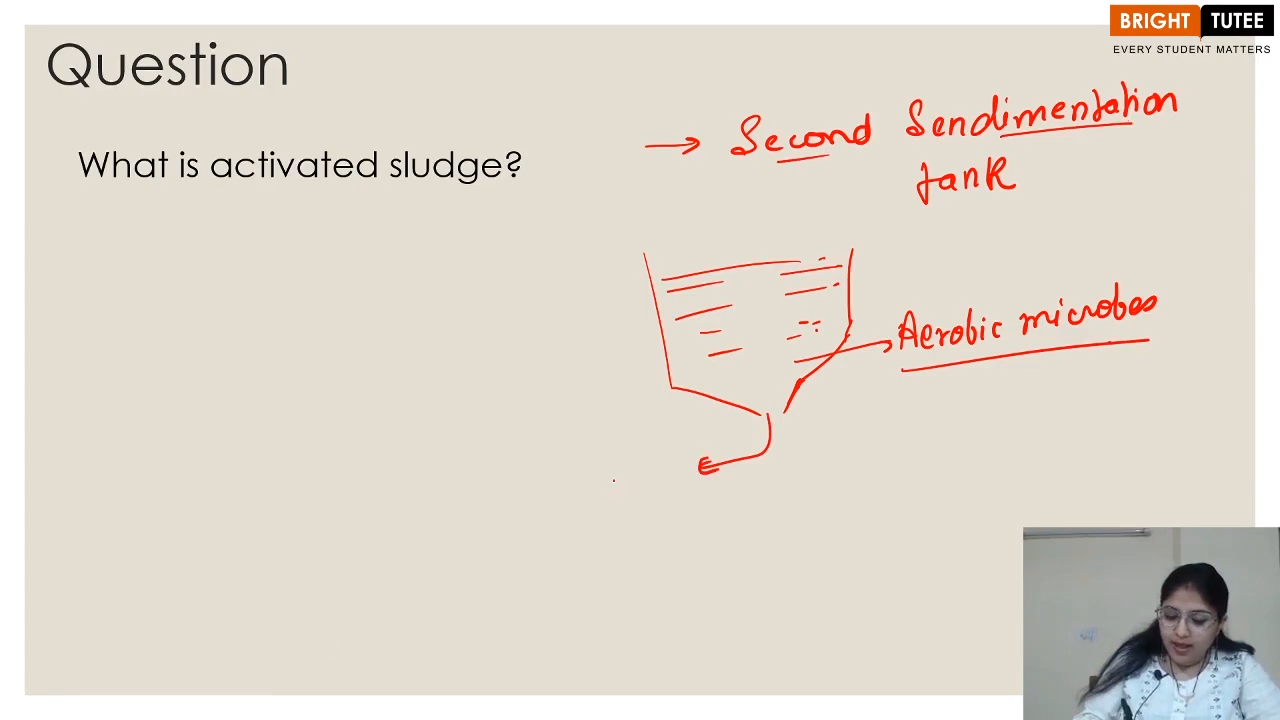 BRIGHT TUTEE
EVERY STUDENT MATTERS
Question
What is activated sludge?
→ Second Sendimentation
tank
Aerobic microbes